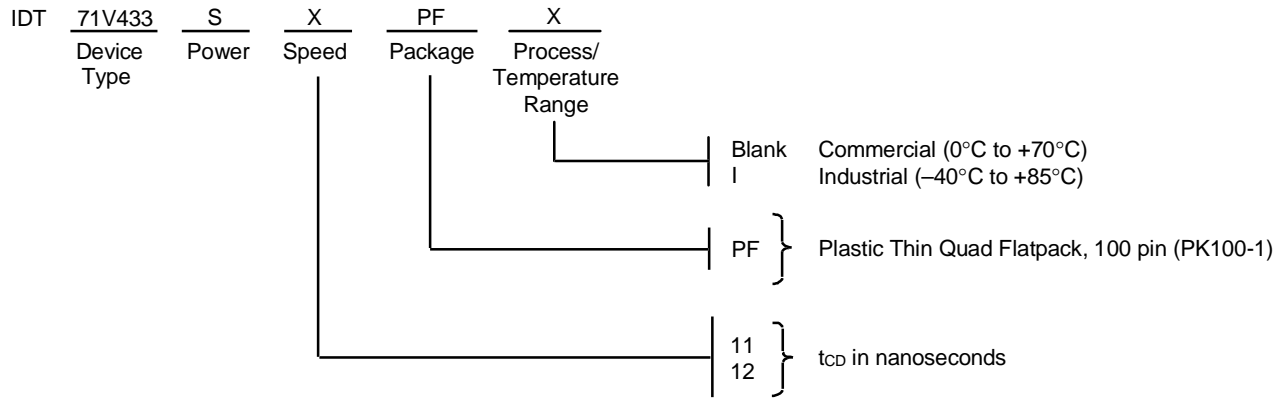 IDT 71V433 S X PF X
Device Type
Power
Speed
Package
Process/ Temperature Range
Blank Commercial (0°C to +70°C)
I Industrial (–40°C to +85°C)
PF } Plastic Thin Quad Flatpack, 100 pin (PK100-1)
11
12 } tCD in nanoseconds